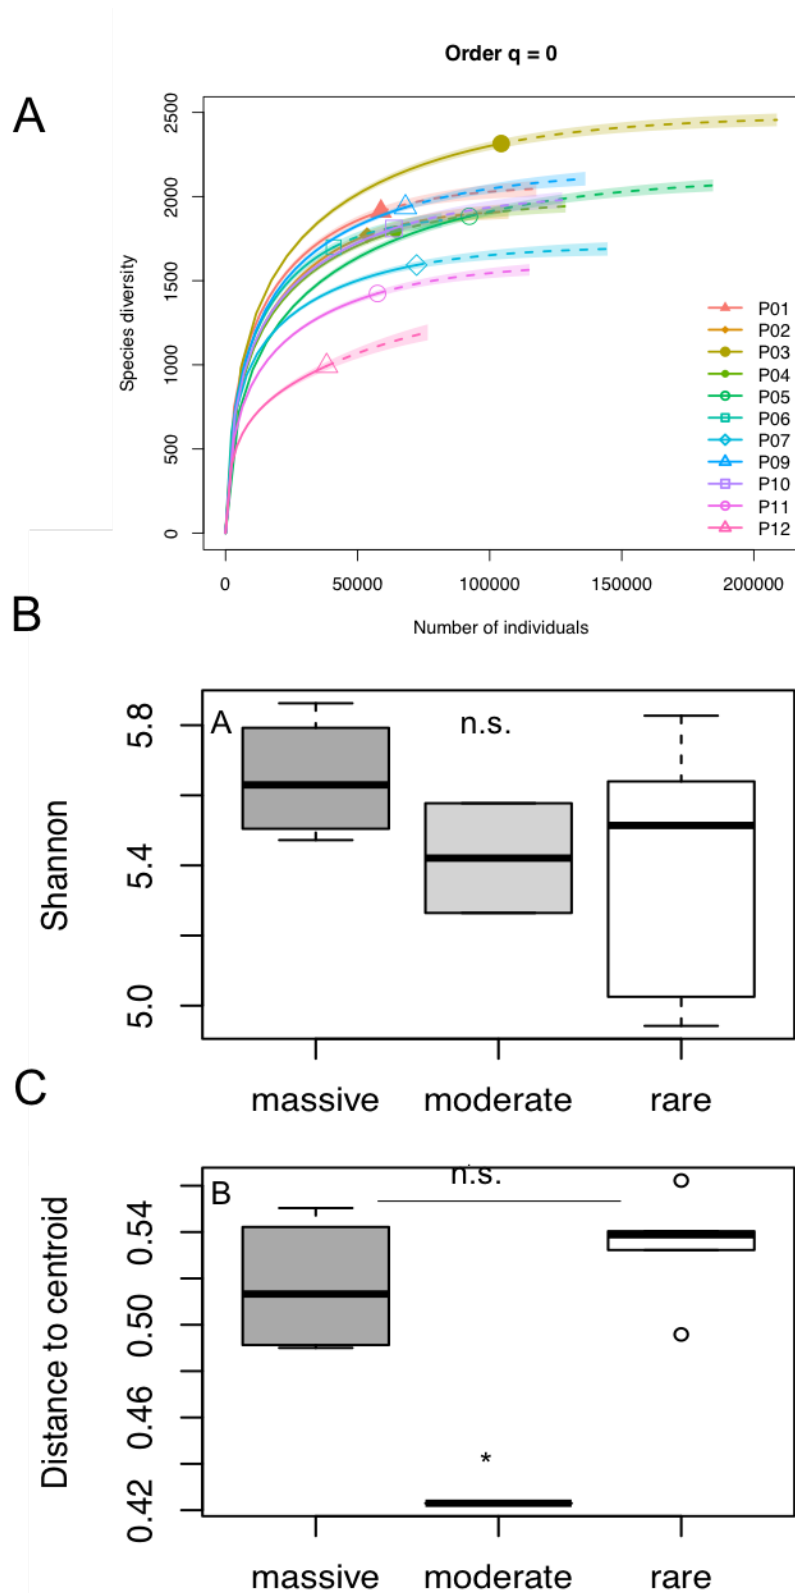 Order q = 0
A
Species diversity
2500
2000
1500
1000
500
0
P01
P02
P03
P04
P05
P06
P07
P09
P10
P11
P12
0 50000 100000 150000 200000
Number of individuals
B
Shannon
5.8
5.4
5.0
A
n.s.
massive moderate rare
C
Distance to centroid
0.54
0.50
0.46
0.42
B
n.s.
*
massive moderate rare